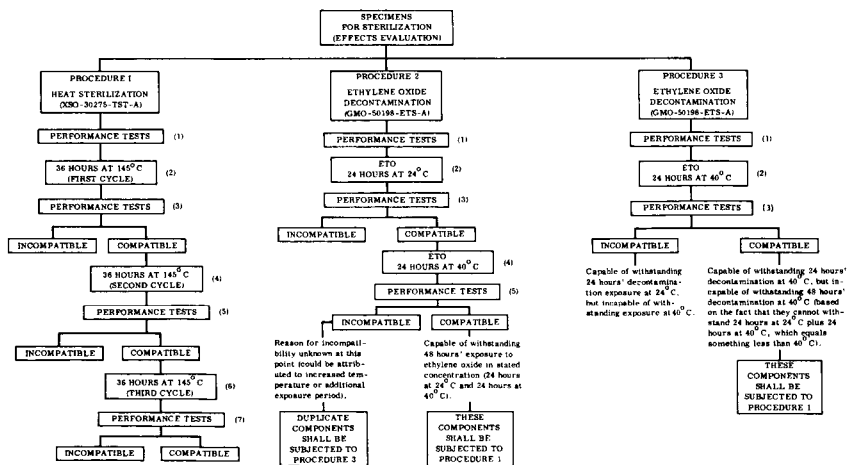 SPECIMENS
FOR STERILIZATION
(EFFECTS EVALUATION)
PROCEDURE 1
HEAT STERILIZATION
(XSO-30275-TST-A)
PERFORMANCE TESTS (1)
36 HOURS AT 145°C (2)
(FIRST CYCLE)
PERFORMANCE TESTS (3)
INCOMPATIBLE
COMPATIBLE
36 HOURS AT 145°C (4)
(SECOND CYCLE)
PERFORMANCE TESTS (5)
INCOMPATIBLE
COMPATIBLE
36 HOURS AT 145°C (6)
(THIRD CYCLE)
PERFORMANCE TESTS (7)
INCOMPATIBLE
COMPATIBLE
PROCEDURE 2
ETHYLENE OXIDE
DECONTAMINATION
(GMO-50198-ETS-A)
PERFORMANCE TESTS (1)
ETO (2)
24 HOURS AT 24°C
PERFORMANCE TESTS (3)
INCOMPATIBLE
COMPATIBLE
ETO (4)
24 HOURS AT 40°C
PERFORMANCE TESTS (5)
INCOMPATIBLE
Reason for incompati-
bility unknown at this
point (could be attrib-
uted to increased tem-
perature or additional
exposure period).
DUPLICATE
COMPONENTS
SHALL BE
SUBJECTED TO
PROCEDURE 3
COMPATIBLE
Capable of withstanding
48 hours' exposure to
ethylene oxide in stated
concentration (24 hours
at 24°C and 24 hours at
40°C).
THESE
COMPONENTS
SHALL BE
SUBJECTED TO
PROCEDURE 1
PROCEDURE 3
ETHYLENE OXIDE
DECONTAMINATION
(GMO-50198-ETS-A)
PERFORMANCE TESTS (1)
ETO (2)
24 HOURS AT 40°C
PERFORMANCE TESTS (3)
INCOMPATIBLE
Capable of withstanding
24 hours' decontamina-
tion exposure at 24°C,
but incapable of with-
standing exposure at 40°C.
COMPATIBLE
Capable of withstanding 24 hours'
decontamination at 40°C, but in-
capable of withstanding 48 hours'
decontamination at 40°C (based
on the fact that they cannot with-
stand 24 hours at 24°C plus 24
hours at 40°C, which equals
something less than 40°C).
THESE
COMPONENTS
SHALL BE
SUBJECTED TO
PROCEDURE 1